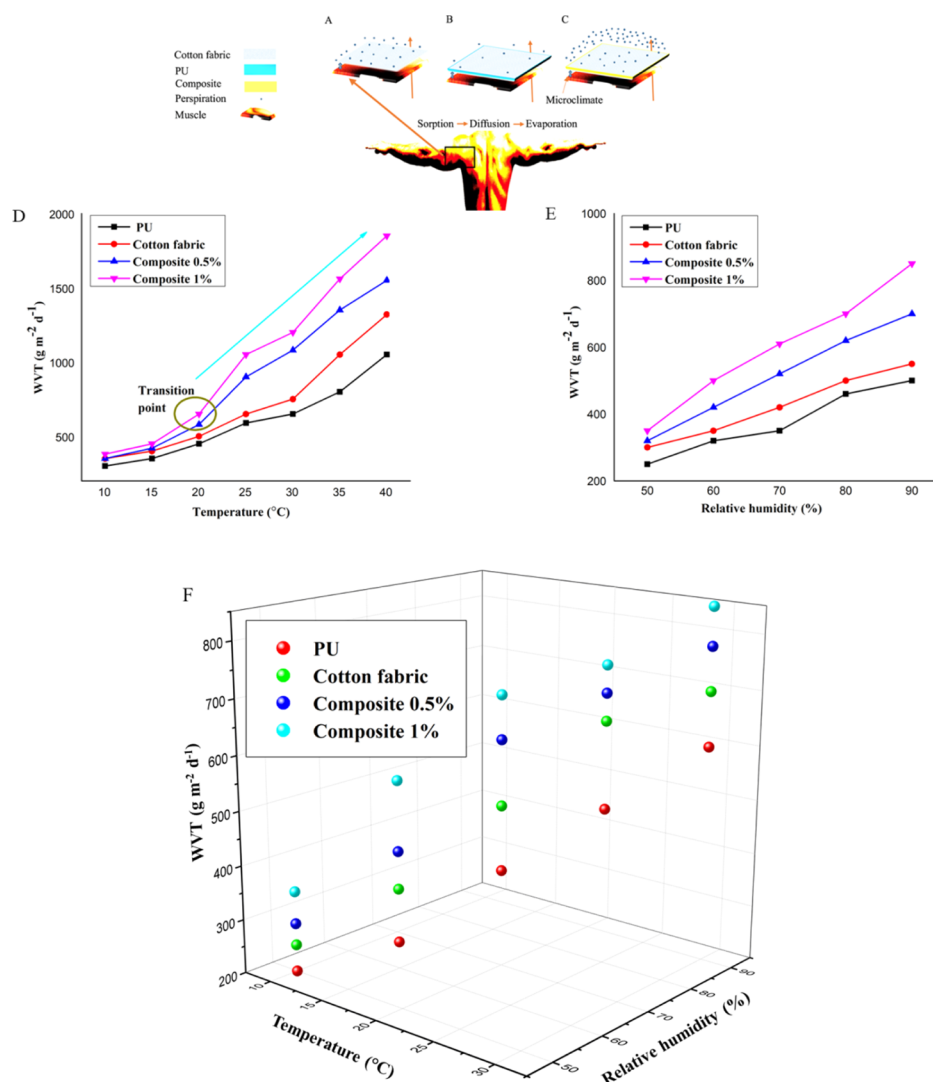 A
B
C
Cotton fabric
PU
Composite
Perspiration
Muscle
Microclimate
Sorption → Diffusion → Evaporation
D
2000
1500
1000
500
WVT (g m⁻² d⁻¹)
PU
Cotton fabric
Composite 0.5%
Composite 1%
Transition
point
10 15 20 25 30 35 40
Temperature (°C)
E
1000
800
600
400
200
WVT (g m⁻² d⁻¹)
PU
Cotton fabric
Composite 0.5%
Composite 1%
50 60 70 80 90
Relative humidity (%)
F
800
700
600
500
400
300
200
WVT (g m⁻² d⁻¹)
PU
Cotton fabric
Composite 0.5%
Composite 1%
10 15 20 25 30
Temperature (°C)
50 60 70 80 90
Relative humidity (%)